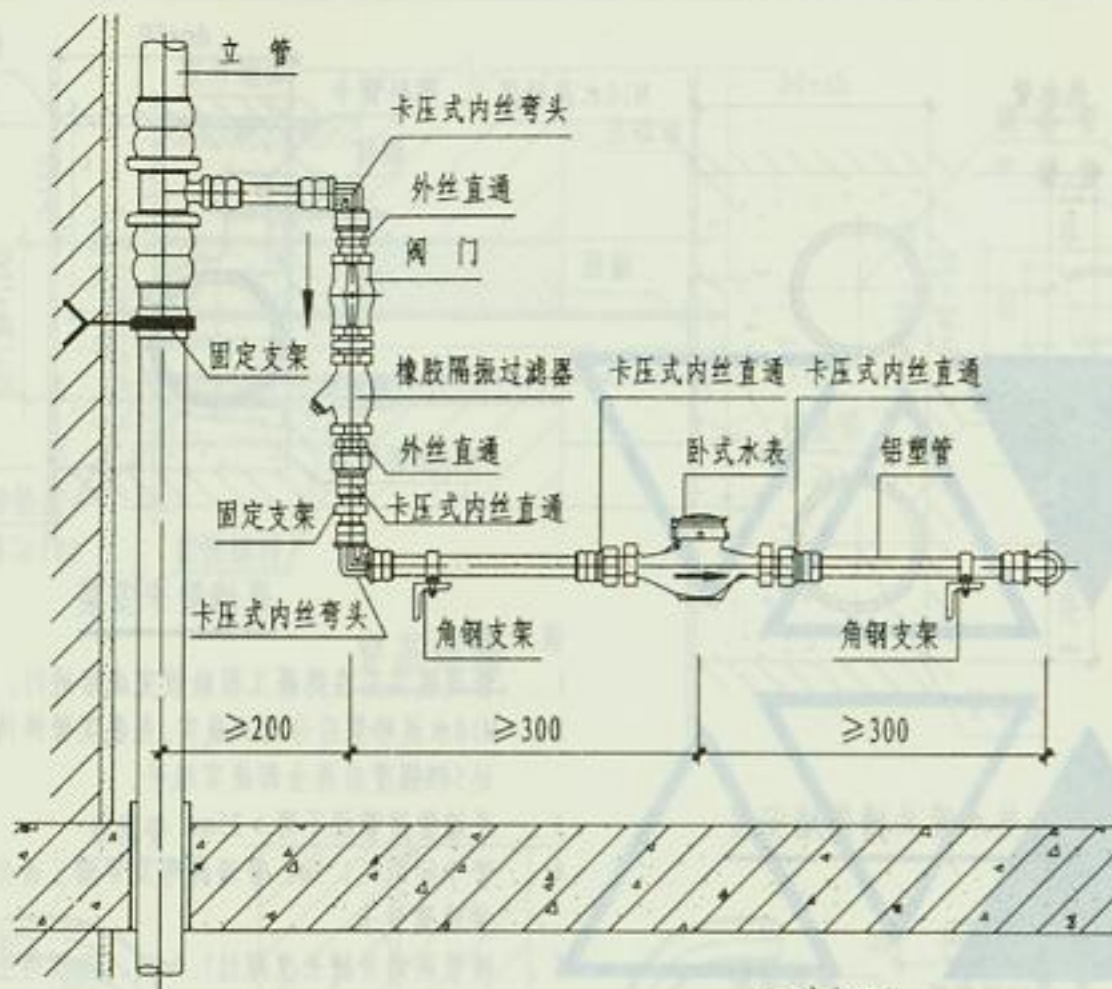 立 管
卡压式内丝弯头
外丝直通
阀 门
固定支架
橡胶隔振过滤器
卡压式内丝直通
卡压式内丝直通
外丝直通
卧式水表
铝塑管
固定支架
卡压式内丝直通
卡压式内丝弯头
角钢支架
角钢支架
≥200
≥300
≥300